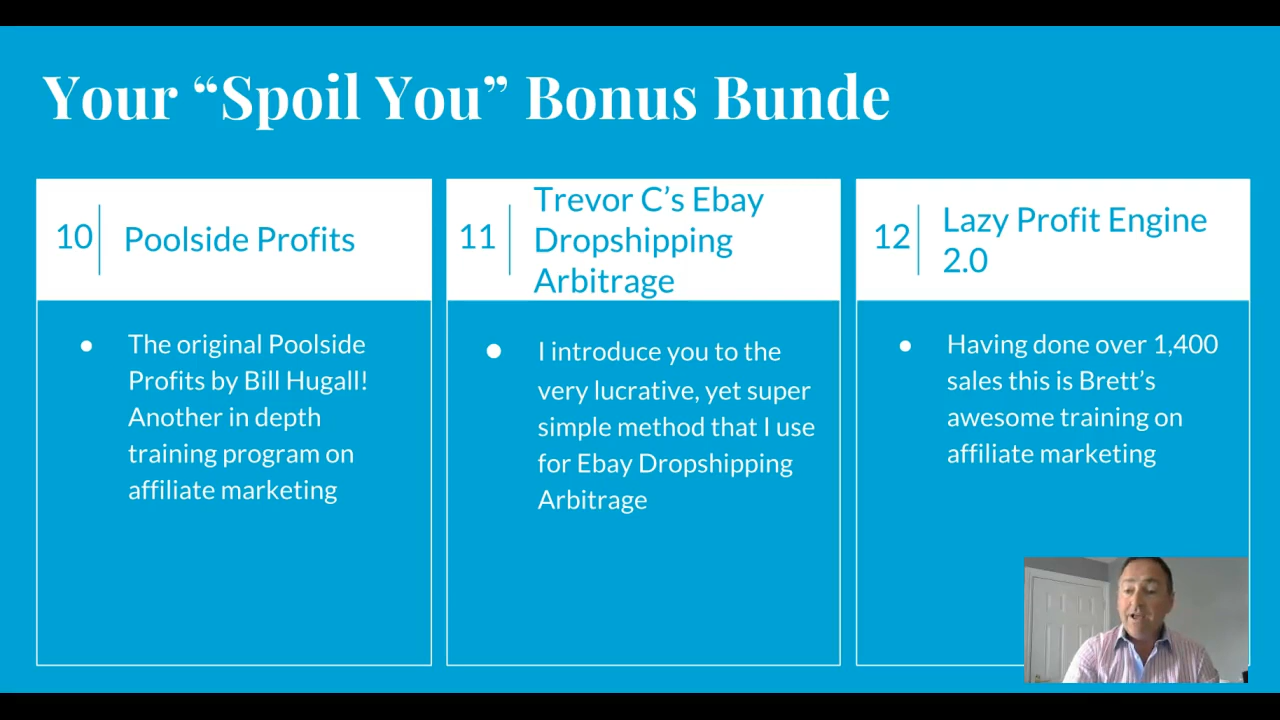 Your “Spoil You” Bonus Bunde
10
Poolside Profits
The original Poolside
Profits by Bill Hugall!
Another in depth
training program on
affiliate marketing
11
Trevor C’s Ebay
Dropshipping
Arbitrage
I introduce you to the
very lucrative, yet super
simple method that I use
for Ebay Dropshipping
Arbitrage
12
Lazy Profit Engine
2.0
Having done over 1,400
sales this is Brett’s
awesome training on
affiliate marketing